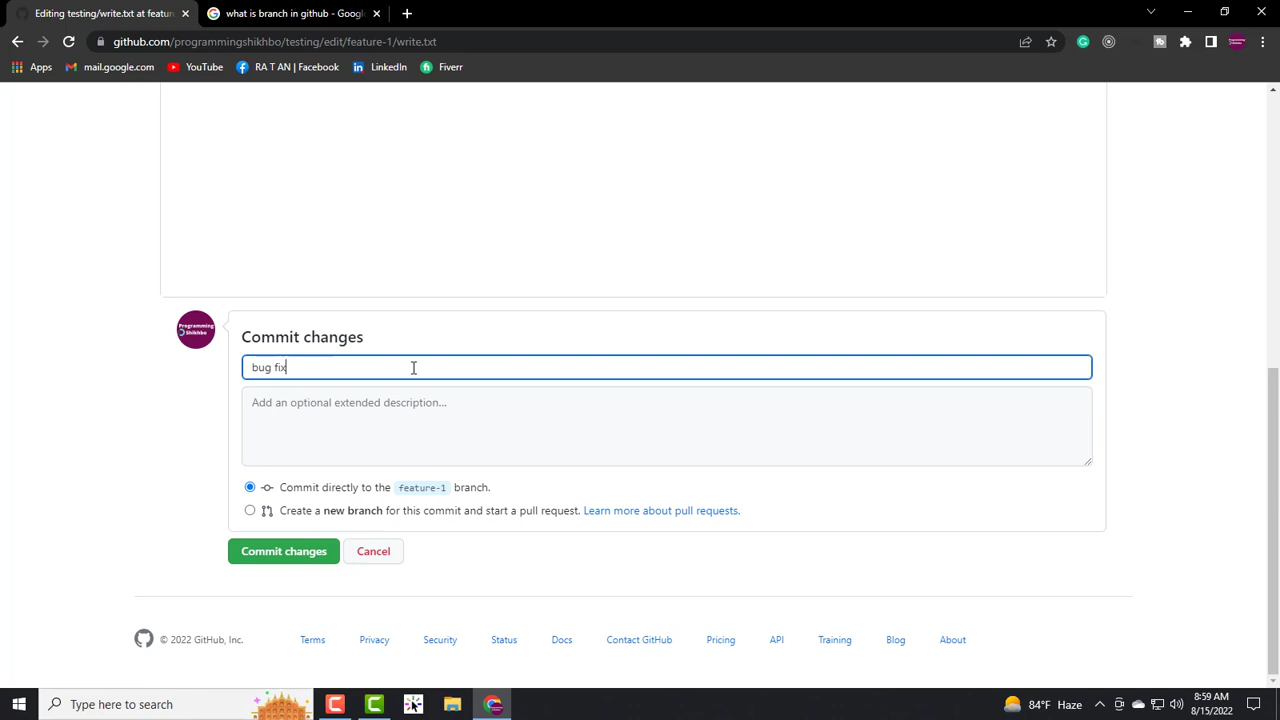 Editing testing/write.txt at feature
what is branch in github - Google
github.com/programmingshikhbo/testing/edit/feature-1/write.txt
Apps
mail.google.com
YouTube
RA T AN | Facebook
LinkedIn
Fiverr
Programming
Shikhbo
Commit changes
bug fix
Add an optional extended description...
Commit directly to the feature-1 branch.
Create a new branch for this commit and start a pull request. Learn more about pull requests.
Commit changes
Cancel
© 2022 GitHub, Inc.
Terms
Privacy
Security
Status
Docs
Contact GitHub
Pricing
API
Training
Blog
About
Type here to search
84°F Haze
8:59 AM
8/15/2022